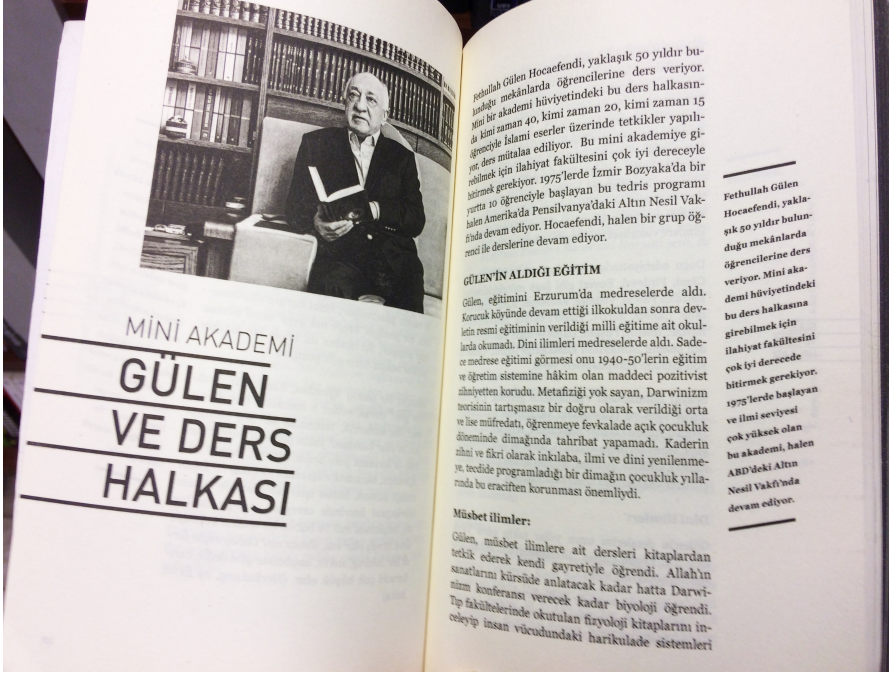 MİNİ AKADEMİ
GÜLEN
VE DERS
HALKASI
Fethullah Gülen Hocaefendi, yaklaşık 50 yıldır bu-
lunduğu mekânlarda öğrencilerine ders veriyor.
Mini bir akademi hüviyetindeki bu ders halkasın-
da kimi zaman 40, kimi zaman 20, kimi zaman 15
öğrenciyle İslami eserler üzerinde tetkikler yapılı-
yor, ders mütalaa ediliyor. Bu mini akademiye gi-
rebilmek için ilahiyat fakültesini çok iyi dereceyle
bitirmek gerekiyor. 1975'lerde İzmir Bozyaka'da bir
yurtta 10 öğrenciyle başlayan bu tedris programı
halen Amerika'da Pensilvanya'daki Altın Nesil Vak-
fı'nda devam ediyor. Hocaefendi, halen bir grup öğ-
renci ile derslerine devam ediyor.
GÜLEN'İN ALDIĞI EĞİTİM
Gülen, eğitimini Erzurum'da medreselerde aldı.
Korucuk köyünde devam ettiği ilkokuldan sonra dev-
letin resmi eğitiminin verildiği milli eğitime ait okul-
larda okumadı. Dini ilimleri medreselerde aldı. Sade-
ce medrese eğitimi görmesi onu 1940-50'lerin eğitim
ve öğretim sistemine hâkim olan maddeci pozitivist
zihniyetten korudu. Metafiziği yok sayan, Darwinizm
teorisinin tartışmasız bir doğru olarak verildiği orta
ve lise müfredatı, öğrenmeye fevkalade açık çocukluk
döneminde dimağında tahribat yapamadı. Kaderin
zihni ve fikri olarak inkılaba, ilmi ve dini yenilenme-
ye, tecdide programladığı bir dimağın çocukluk yılla-
rında bu eraciften korunması önemliydi.
Müsbet ilimler:
Gülen, müsbet ilimlere ait dersleri kitaplardan
tetkik ederek kendi gayretiyle öğrendi. Allah'ın
sanatlarını kürsüde anlatacak kadar hatta Darwi-
nizm konferansı verecek kadar biyoloji öğrendi.
Tıp fakültelerinde okutulan fizyoloji kitaplarını in-
celeyip insan vücudundaki harikulade sistemleri
Fethullah Gülen
Hocaefendi, yakla-
şık 50 yıldır bulun-
duğu mekânlarda
öğrencilerine ders
veriyor. Mini aka-
demi hüviyetindeki
bu ders halkasına
girebilmek için
ilahiyat fakültesini
çok iyi derecede
bitirmek gerekiyor.
1975'lerde başlayan
ve ilmi seviyesi
çok yüksek olan
bu akademi, halen
ABD'deki Altın
Nesil Vakfı'nda
devam ediyor.